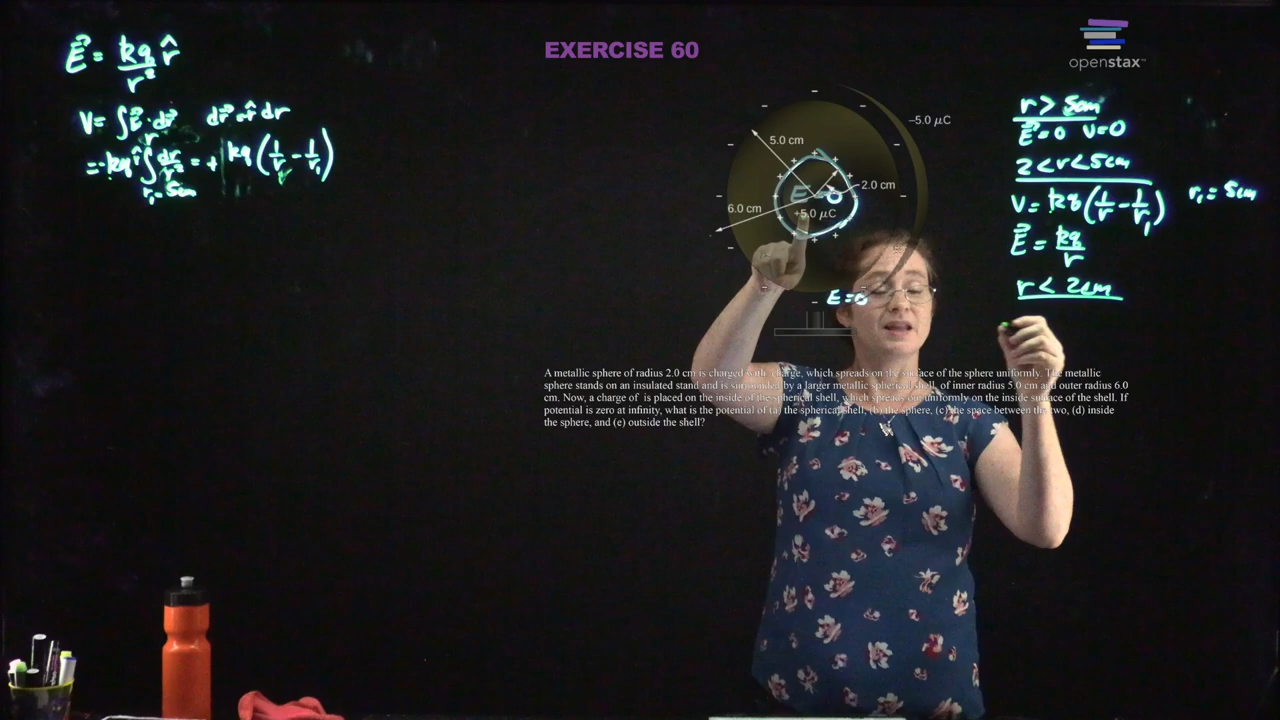 EXERCISE 60
openstax™
E⃗ = kq/r² r̂
V = ∫E⃗·dr⃗ dr⃗ = r̂ dr
r
= -kq r̂ ∫ dr/r² = + kq(1/r - 1/r₁)
r₁ = 5cm
-5.0 μC
5.0 cm
2.0 cm
E = 0
6.0 cm
+5.0 μC
E = 0
r > 5cm
E⃗ = 0 V = 0
2 < r < 5cm
V = kq(1/r - 1/r₁) r₁ = 5cm
E⃗ = kq/r
r < 2cm
A metallic sphere of radius 2.0 cm is charged with charge, which spreads on the surface of the sphere uniformly. The metallic
sphere stands on an insulated stand and is surrounded by a larger metallic spherical shell, of inner radius 5.0 cm and outer radius 6.0
cm. Now, a charge of is placed on the inside of the spherical shell, which spreads out uniformly on the inside surface of the shell. If
potential is zero at infinity, what is the potential of (a) the spherical shell, (b) the sphere, (c) the space between the two, (d) inside
the sphere, and (e) outside the shell?